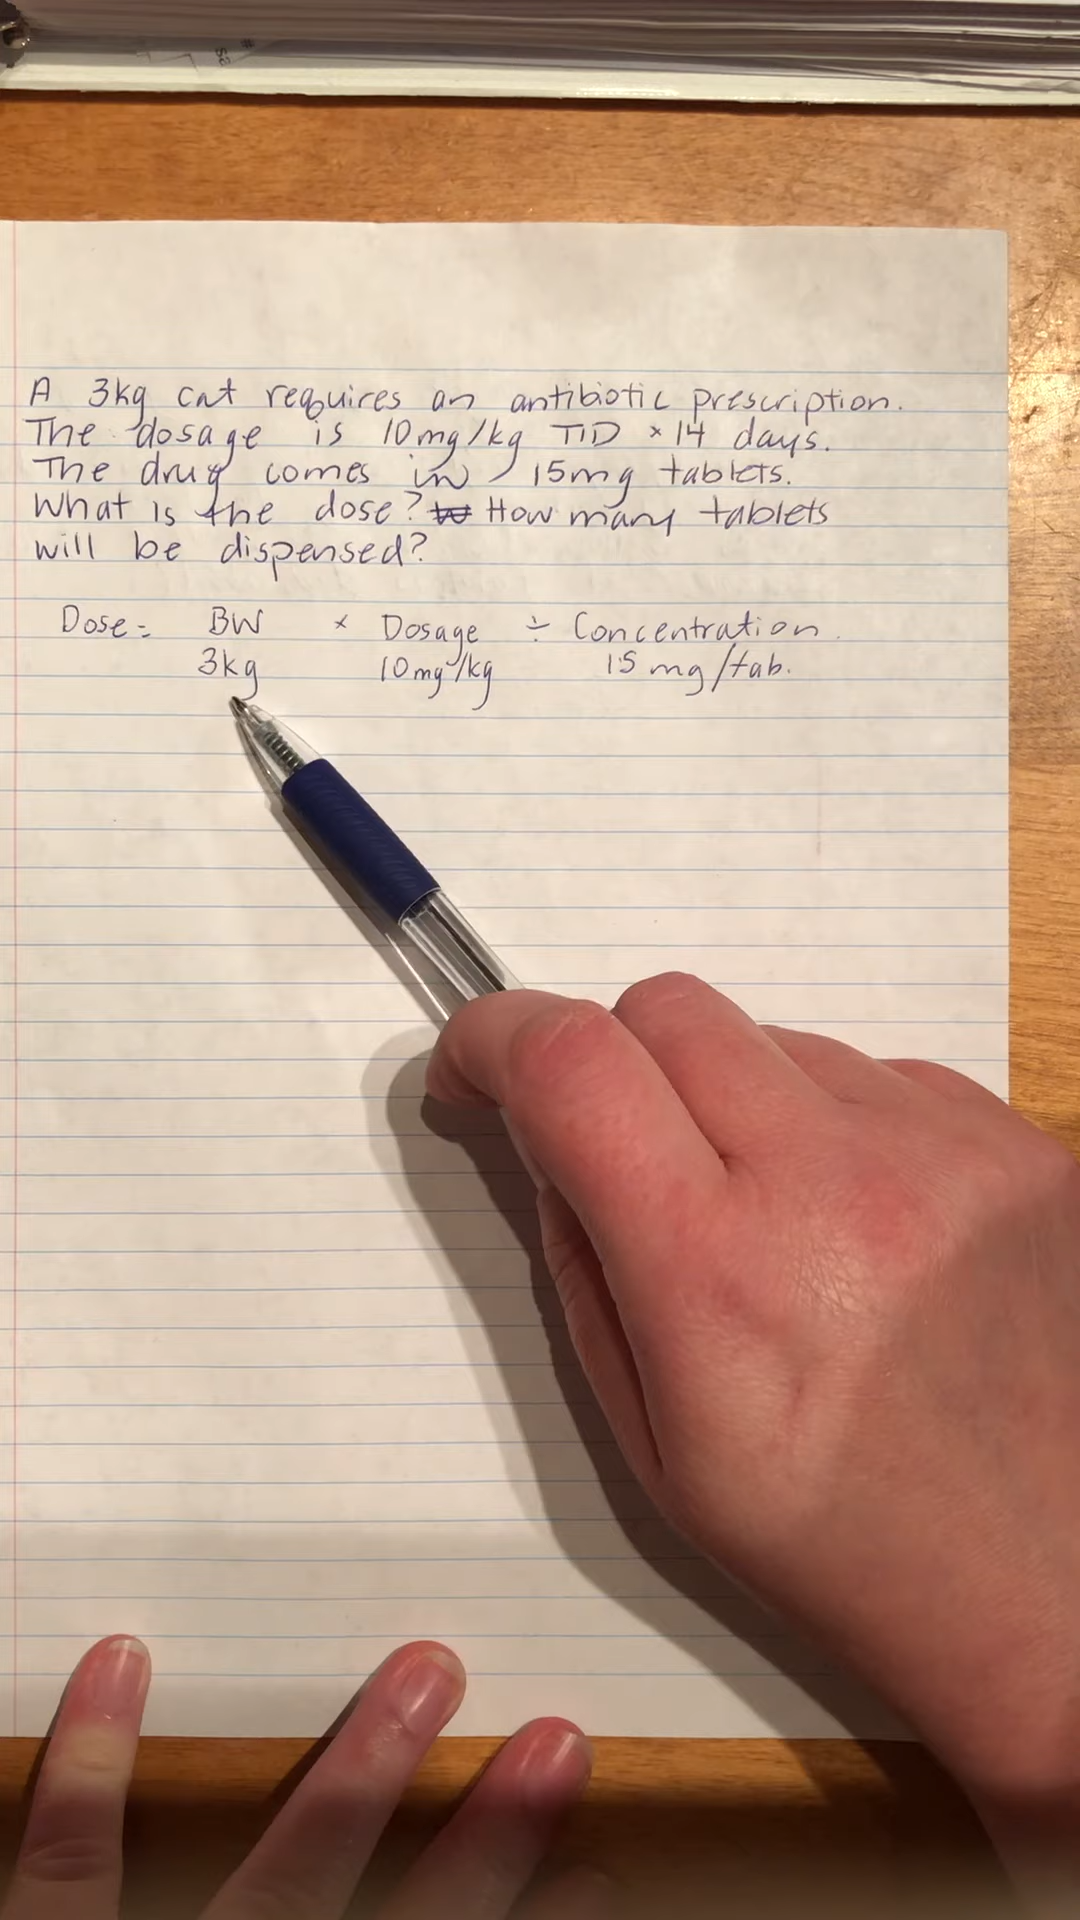 A 3kg cat requires an antibiotic prescription.
The dosage is 10mg/kg TID × 14 days.
The drug comes in 15mg tablets.
What is the dose? How many tablets
will be dispensed?
Dose = BW × Dosage ÷ Concentration
3kg 10mg/kg 15 mg/tab.